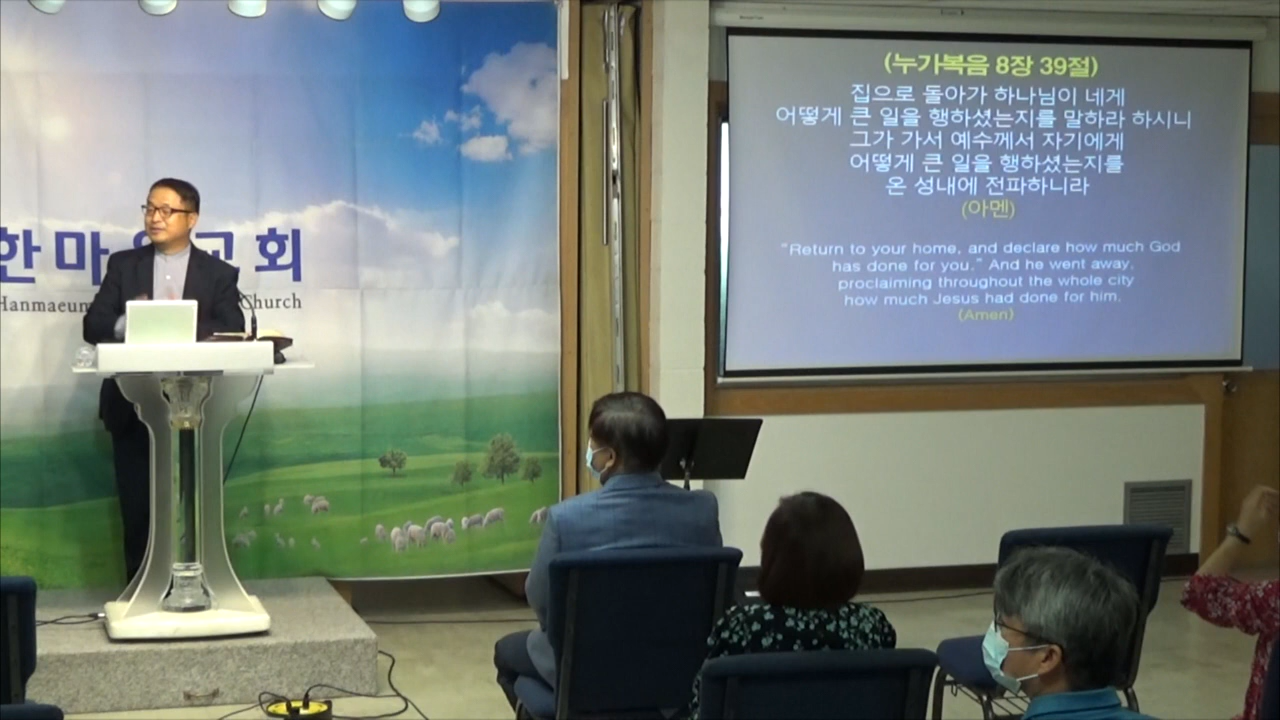 한마 교회
Hanmaeum Church
(누가복음 8장 39절)
집으로 돌아가 하나님이 네게
어떻게 큰 일을 행하셨는지를 말하라 하시니
그가 가서 예수께서 자기에게
어떻게 큰 일을 행하셨는지를
온 성내에 전파하니라
(아멘)
"Return to your home, and declare how much God
has done for you." And he went away,
proclaiming throughout the whole city
how much Jesus had done for him.
(Amen)